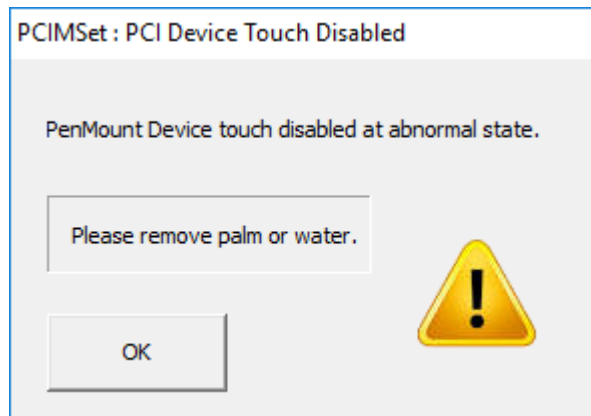 PCIMSet : PCI Device Touch Disabled
PenMount Device touch disabled at abnormal state.
Please remove palm or water.
OK